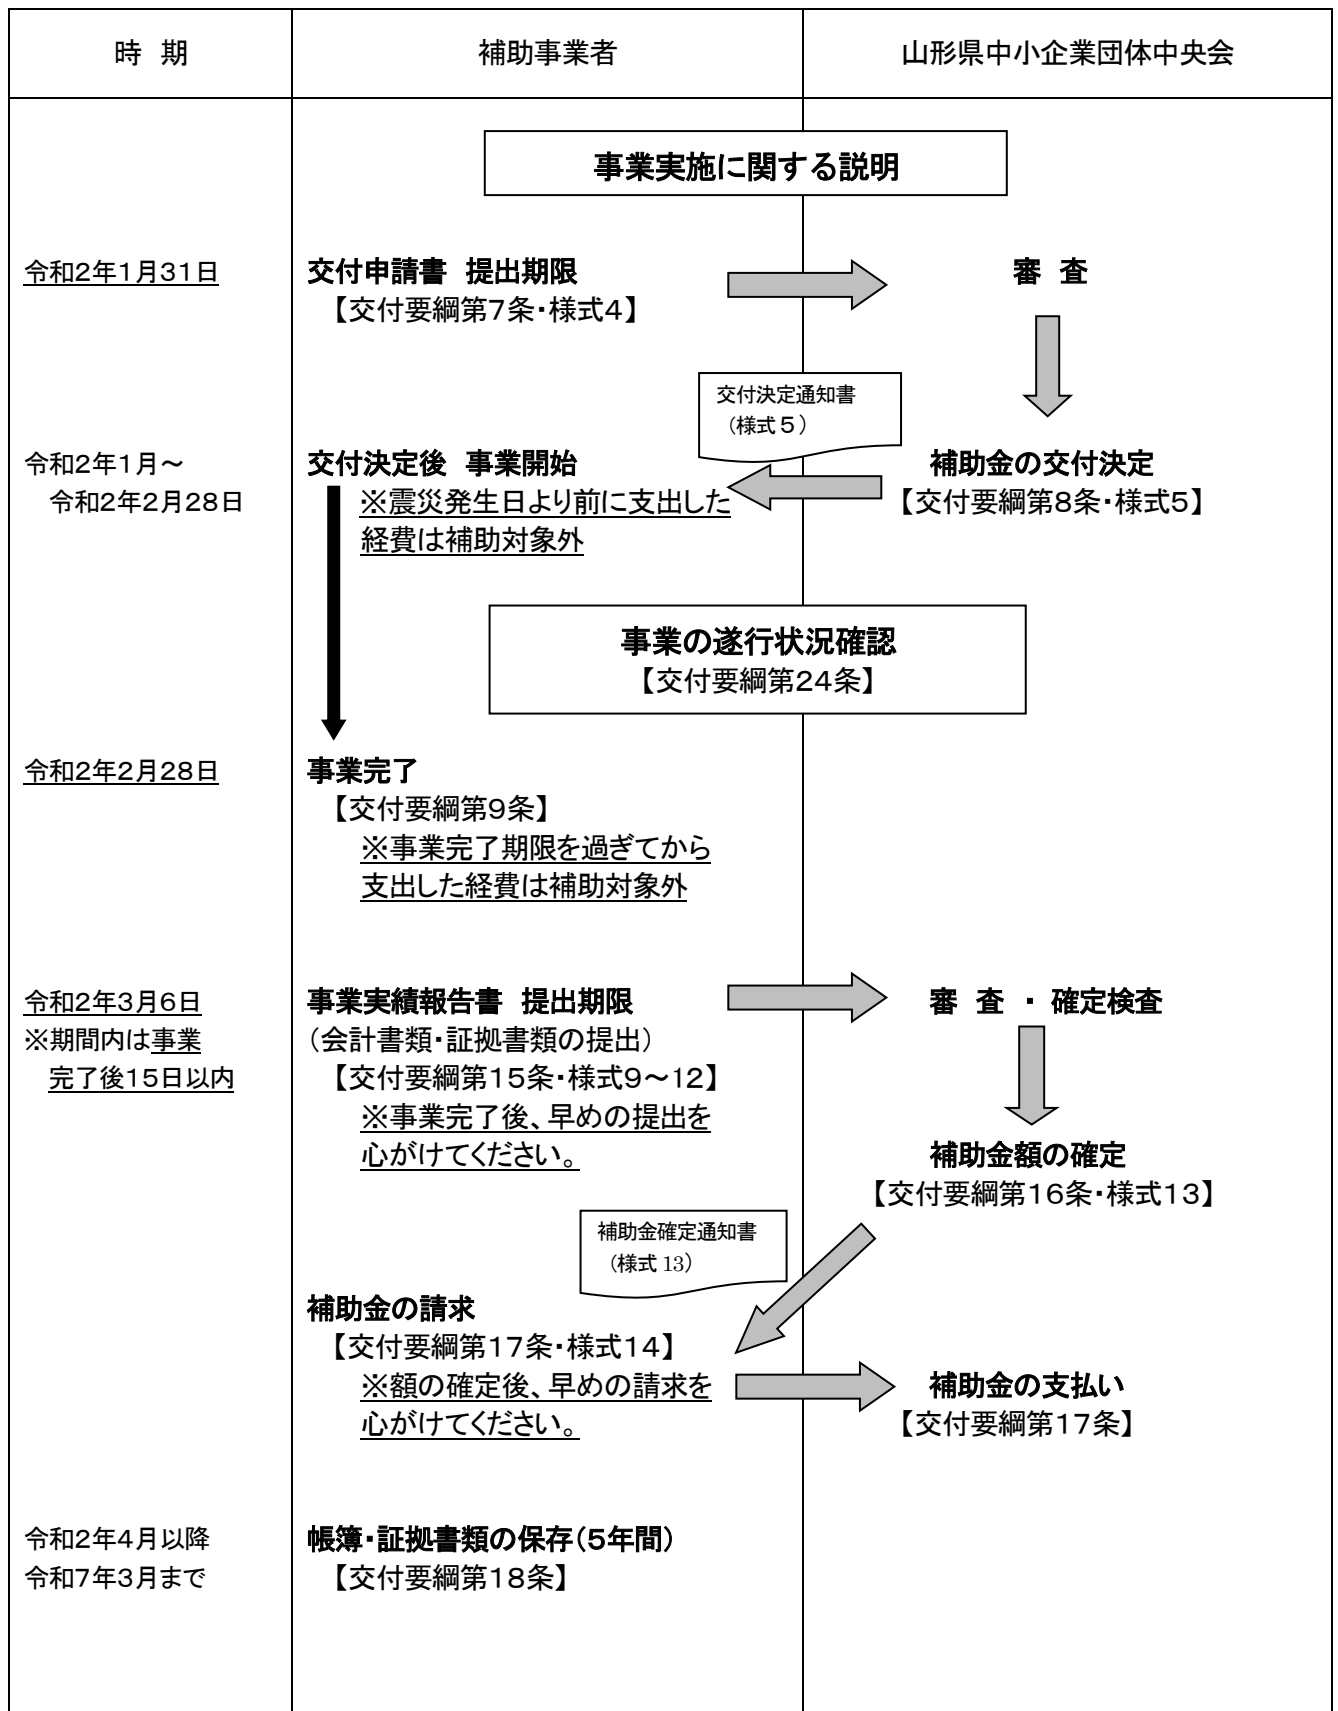 時 期
補助事業者
山形県中小企業団体中央会
事業実施に関する説明
令和2年1月31日
交付申請書 提出期限
審 査
【交付要綱第7条・様式4】
交付決定通知書
(様式5)
令和2年1月～
交付決定後 事業開始
補助金の交付決定
令和2年2月28日
※震災発生日より前に支出した
【交付要綱第8条・様式5】
経費は補助対象外
事業の遂行状況確認
【交付要綱第24条】
令和2年2月28日
事業完了
【交付要綱第9条】
※事業完了期限を過ぎてから
支出した経費は補助対象外
令和2年3月6日
事業実績報告書 提出期限
審 査 ・ 確定検査
※期間内は事業
(会計書類・証拠書類の提出)
完了後15日以内
【交付要綱第15条・様式9～12】
※事業完了後、早めの提出を
心がけてください。
補助金額の確定
【交付要綱第16条・様式13】
補助金確定通知書
(様式13)
補助金の請求
【交付要綱第17条・様式14】
※額の確定後、早めの請求を
補助金の支払い
心がけてください。
【交付要綱第17条】
令和2年4月以降
帳簿・証拠書類の保存(5年間)
令和7年3月まで
【交付要綱第18条】